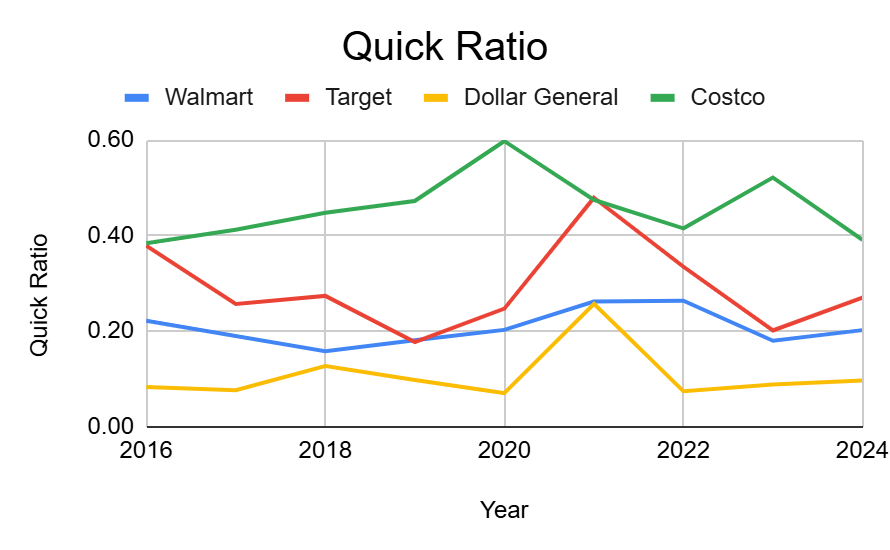 Quick Ratio
Walmart Target Dollar General Costco
0.60
0.40
0.20
0.00
Quick Ratio
2016 2018 2020 2022 2024
Year